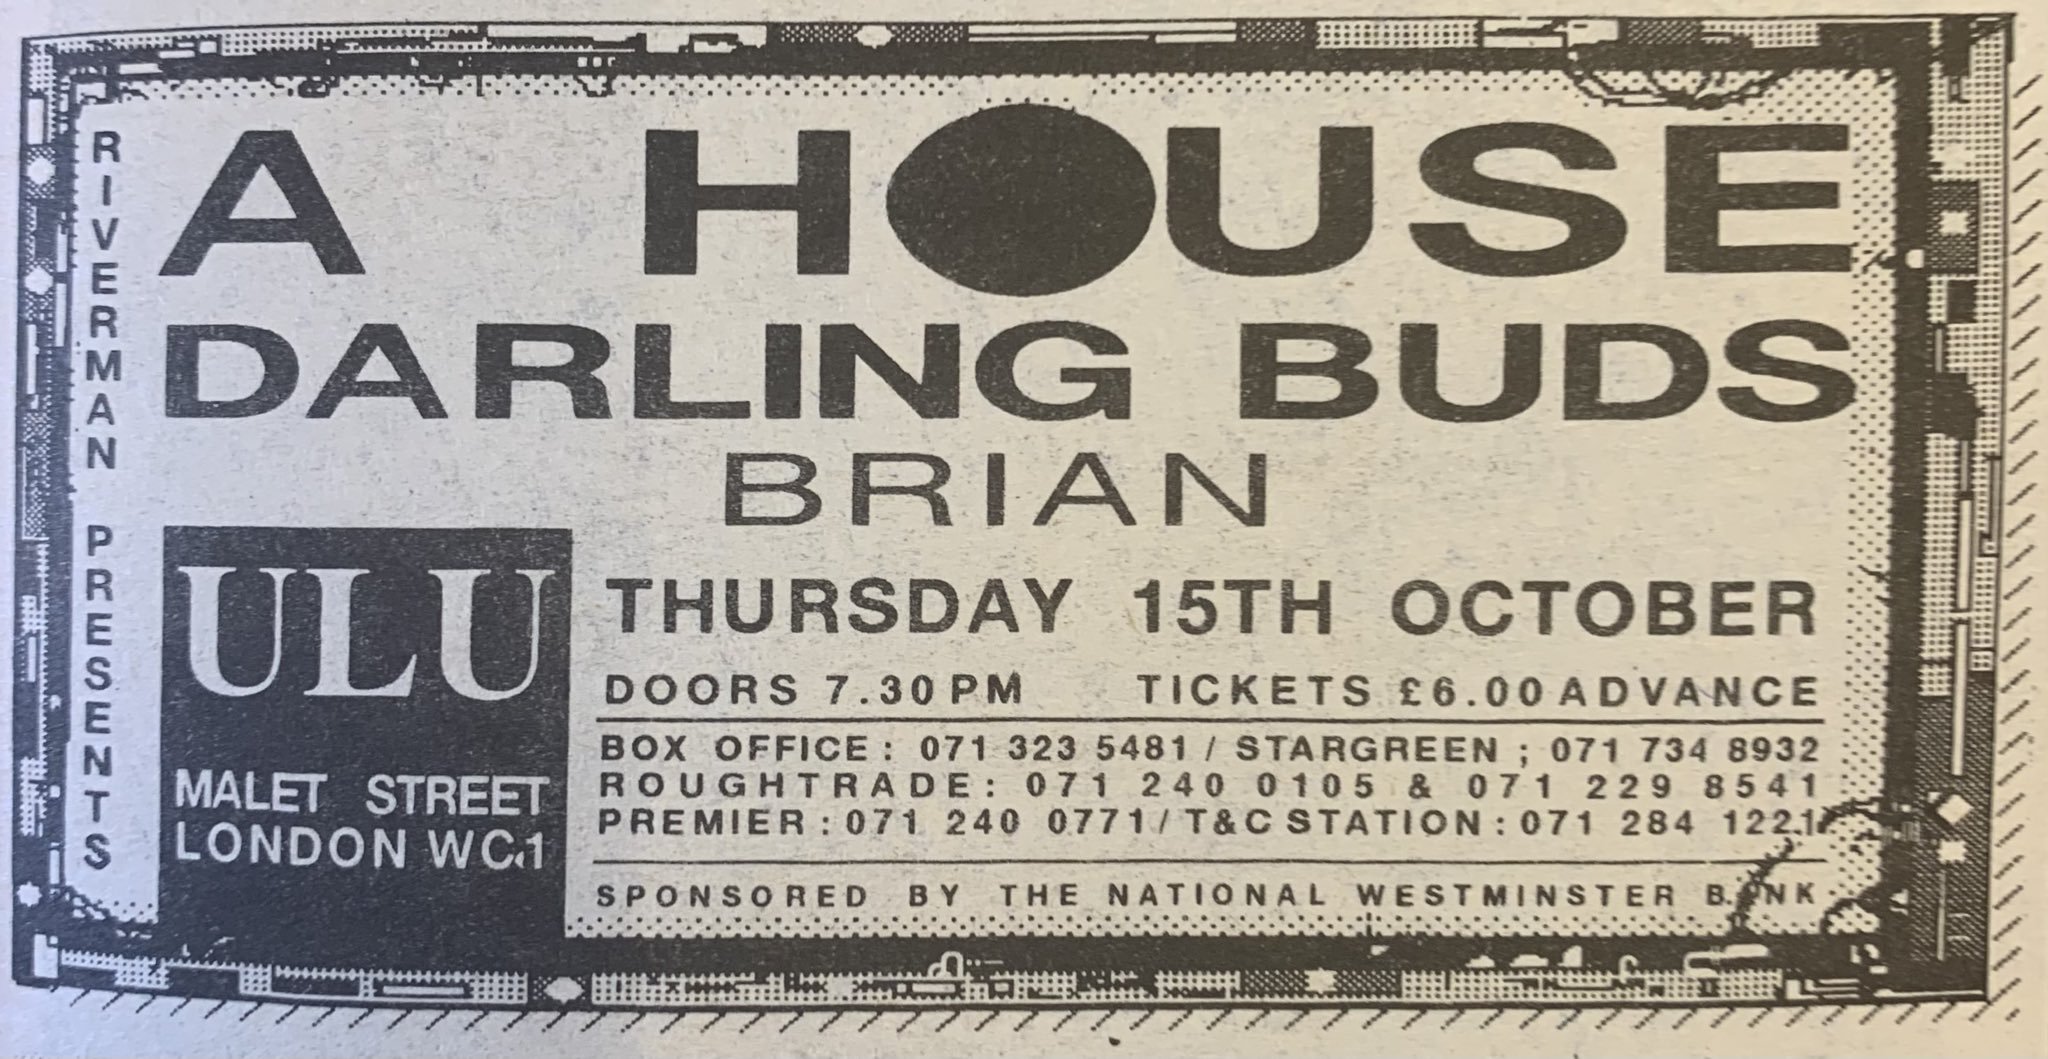 RIVERMAN PRESENTS
A HOUSE
DARLING BUDS
BRIAN
ULU
MALET STREET
LONDON WC.1
THURSDAY 15TH OCTOBER
DOORS 7.30PM TICKETS £6.00 ADVANCE
BOX OFFICE: 071 323 5481 / STARGREEN ; 071 734 8932
ROUGHTRADE: 071 240 0105 & 071 229 8541
PREMIER: 071 240 0771 / T&C STATION: 071 284 1221
SPONSORED BY THE NATIONAL WESTMINSTER BANK